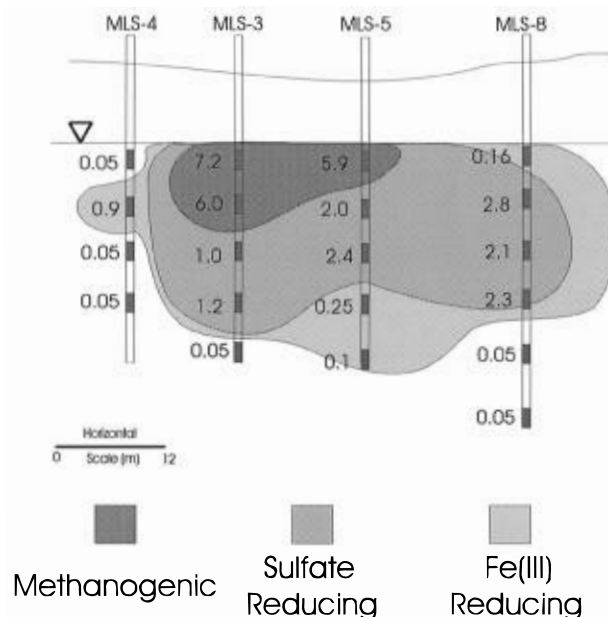 MLS-4 MLS-3 MLS-5 MLS-8
0.05 7.2 5.9 0.16
0.9 6.0 2.0 2.8
0.05 1.0 2.4 2.1
0.05 1.2 0.25 2.3
0.05 0.1 0.05
0.05
Horizontal
0 Scale (m) 12
Methanogenic
Sulfate
Reducing
Fe(III)
Reducing